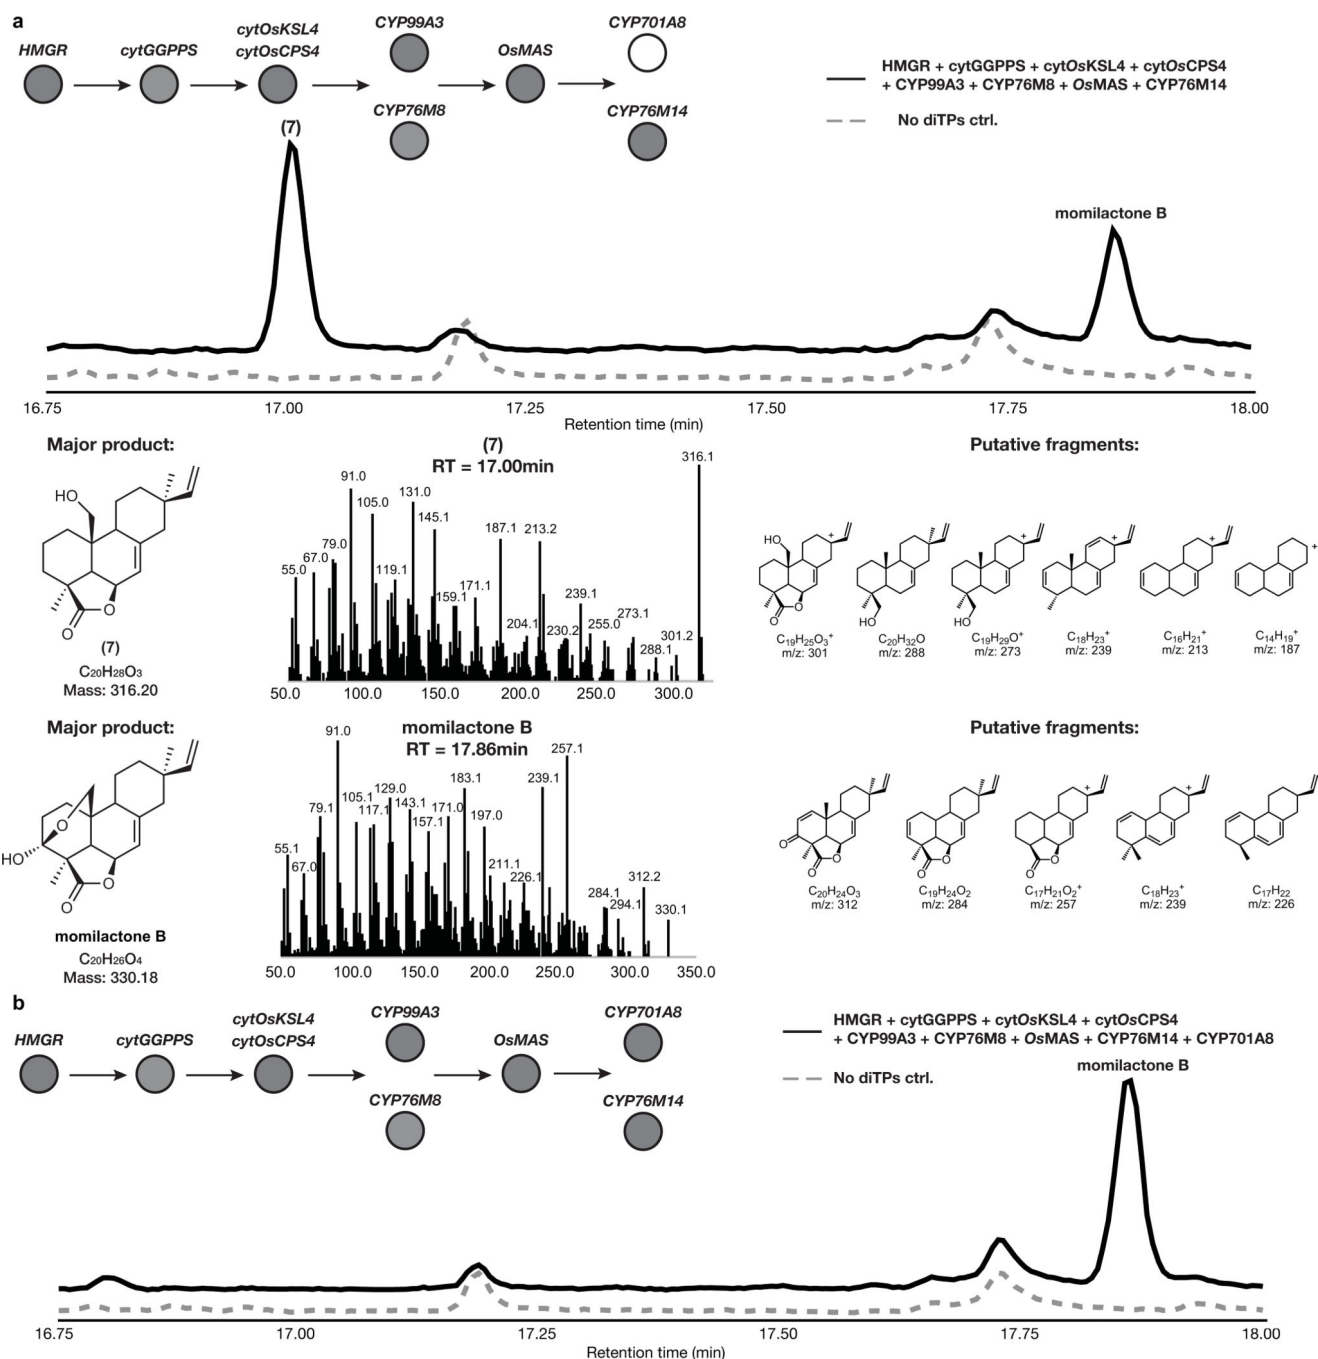 a
HMGR
cytGGPPS
cytOsKSL4
cytOsCPS4
CYP99A3
CYP76M8
OsMAS
CYP701A8
CYP76M14
HMGR + cytGGPPS + cytOsKSL4 + cytOsCPS4
+ CYP99A3 + CYP76M8 + OsMAS + CYP76M14
No diTPs ctrl.
(7)
momilactone B
16.75 17.00 17.25 17.50 17.75 18.00
Retention time (min)
Major product:
HO
O
O
(7)
C₂₀H₂₈O₃
Mass: 316.20
(7)
RT = 17.00min
55.0
67.0
79.0
91.0
105.0
119.1
131.0
145.1
159.1
171.1
187.1
204.1
213.2
230.2
239.1
255.0
273.1
288.1
301.2
316.1
50.0 100.0 150.0 200.0 250.0 300.0
Putative fragments:
HO
O
O
+
HO
HO
+
+
+
+
C₁₉H₂₅O₃⁺ C₂₀H₃₂O C₁₉H₂₉O⁺ C₁₈H₂₃⁺ C₁₆H₂₁⁺ C₁₄H₁₉⁺
m/z: 301 m/z: 288 m/z: 273 m/z: 239 m/z: 213 m/z: 187
Major product:
O
HO
O
O
momilactone B
C₂₀H₂₆O₄
Mass: 330.18
momilactone B
RT = 17.86min
55.1
67.0
79.1
91.0
105.1
117.1
129.0
143.1
157.1
171.0
183.1
197.0
211.1
226.1
239.1
257.1
284.1
294.1
312.2
330.1
50.0 100.0 150.0 200.0 250.0 300.0 350.0
Putative fragments:
O
O
O
O
O
+
O
O
+
C₂₀H₂₄O₃ C₁₉H₂₄O₂ C₁₇H₂₁O₂⁺ C₁₈H₂₃⁺ C₁₇H₂₂
m/z: 312 m/z: 284 m/z: 257 m/z: 239 m/z: 226
b
HMGR
cytGGPPS
cytOsKSL4
cytOsCPS4
CYP99A3
CYP76M8
OsMAS
CYP701A8
CYP76M14
HMGR + cytGGPPS + cytOsKSL4 + cytOsCPS4
+ CYP99A3 + CYP76M8 + OsMAS + CYP76M14 + CYP701A8
No diTPs ctrl.
momilactone B
16.75 17.00 17.25 17.50 17.75 18.00
Retention time (min)